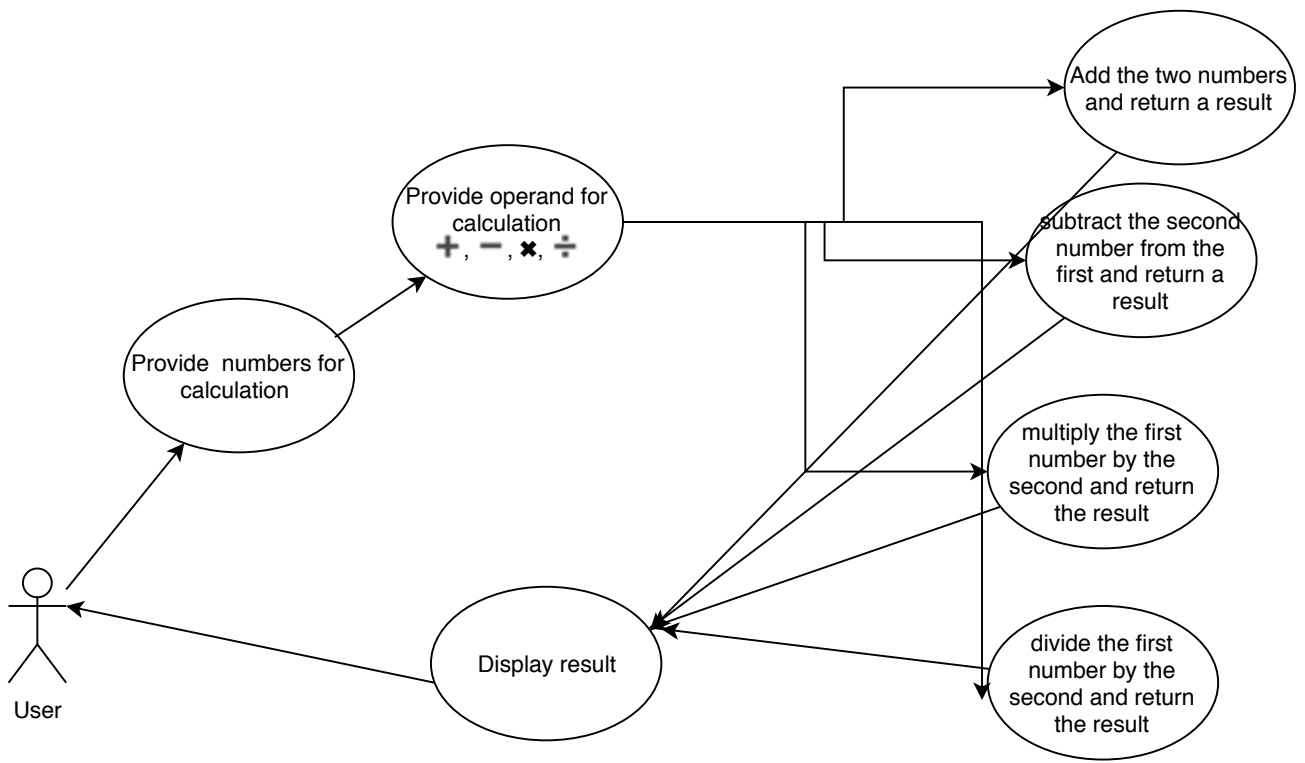 Add the two numbers
and return a result
Provide operand for
calculation
+, −, ✖, ÷
subtract the second
number from the
first and return a
result
Provide numbers for
calculation
multiply the first
number by the
second and return
the result
Display result
divide the first
number by the
second and return
the result
User